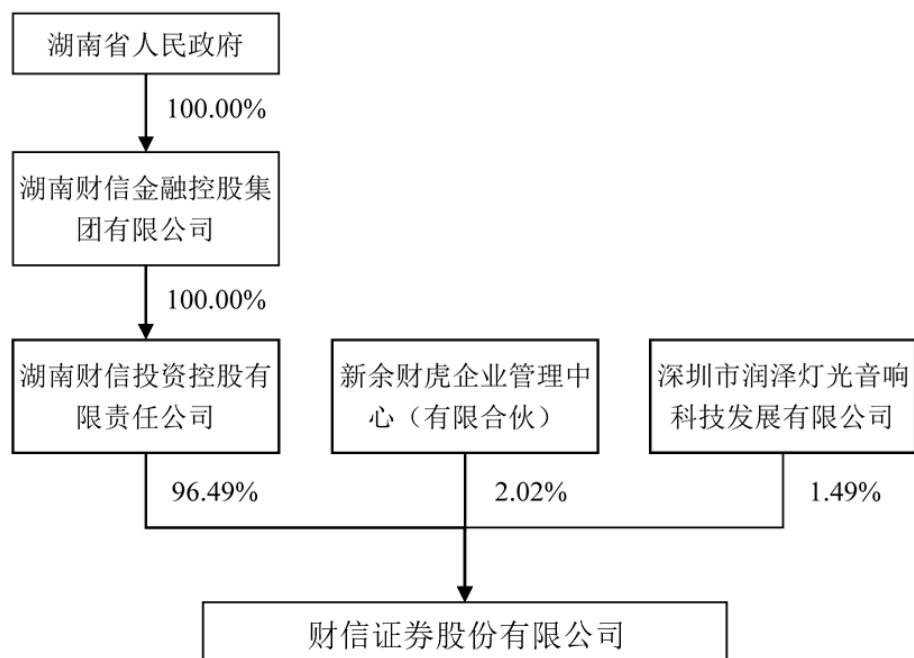 湖南省人民政府
100.00%
湖南财信金融控股集
团有限公司
100.00%
湖南财信投资控股有
限责任公司
新余财虎企业管理中
心（有限合伙）
深圳市润泽灯光音响
科技发展有限公司
96.49%
2.02%
1.49%
财信证券股份有限公司